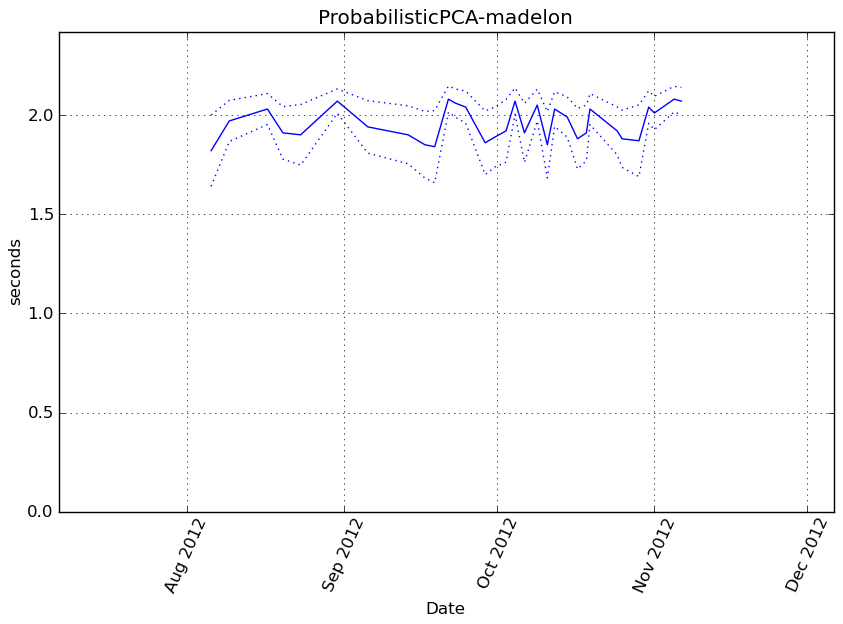 ProbabilisticPCA-madelon
2.0
1.5
1.0
0.5
0.0
seconds
Aug 2012
Sep 2012
Oct 2012
Nov 2012
Dec 2012
Date